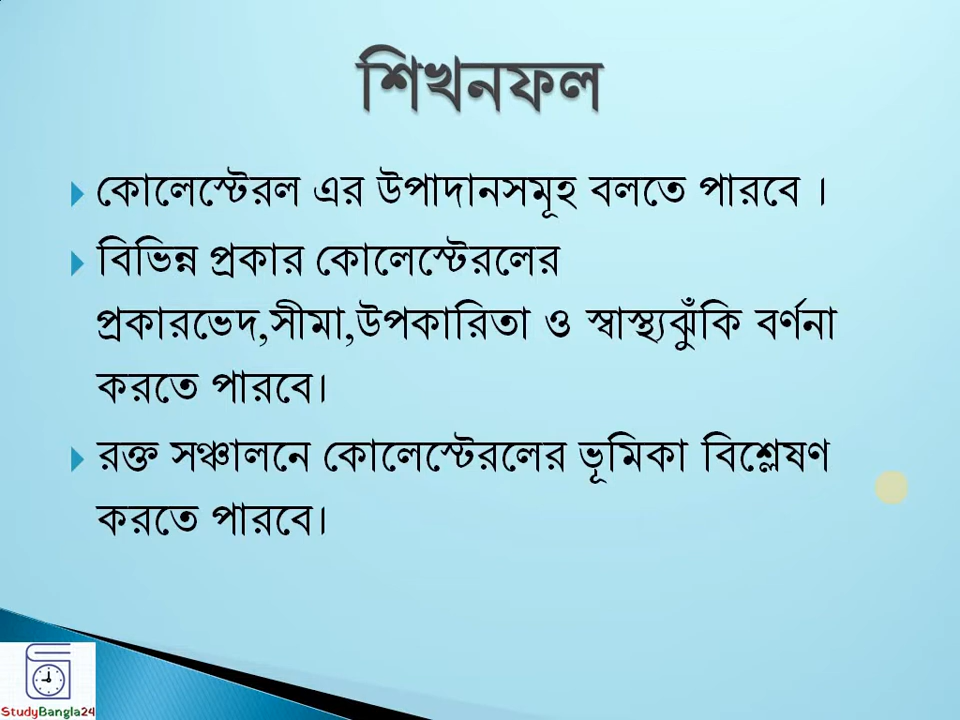 শিখনফল
কোলেস্টেরল এর উপাদানসমূহ বলতে পারবে ।
বিভিন্ন প্রকার কোলেস্টেরলের
প্রকারভেদ,সীমা,উপকারিতা ও স্বাস্থ্যঝুঁকি বর্ণনা
করতে পারবে।
রক্ত সঞ্চালনে কোলেস্টেরলের ভূমিকা বিশ্লেষণ
করতে পারবে।
StudyBangla24